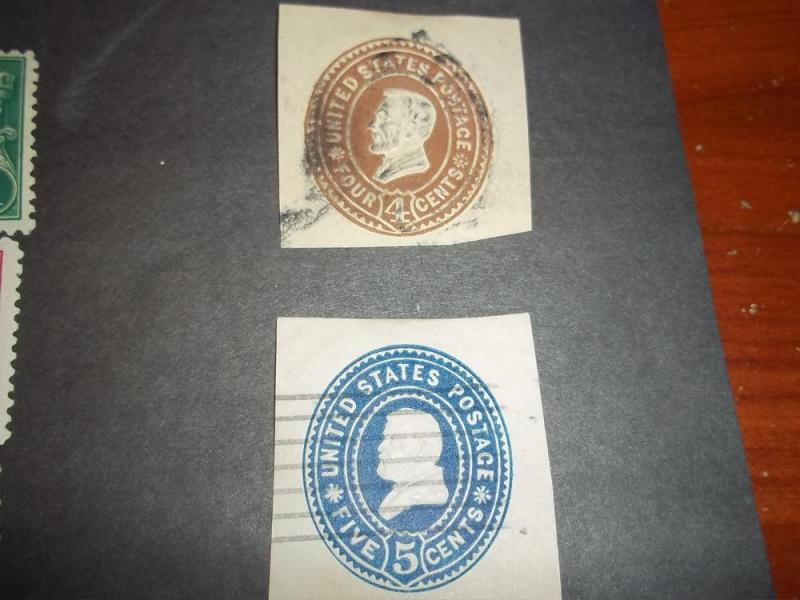 UNITED STATES POSTAGE
FOUR 4 CENTS
UNITED STATES POSTAGE
FIVE 5 CENTS